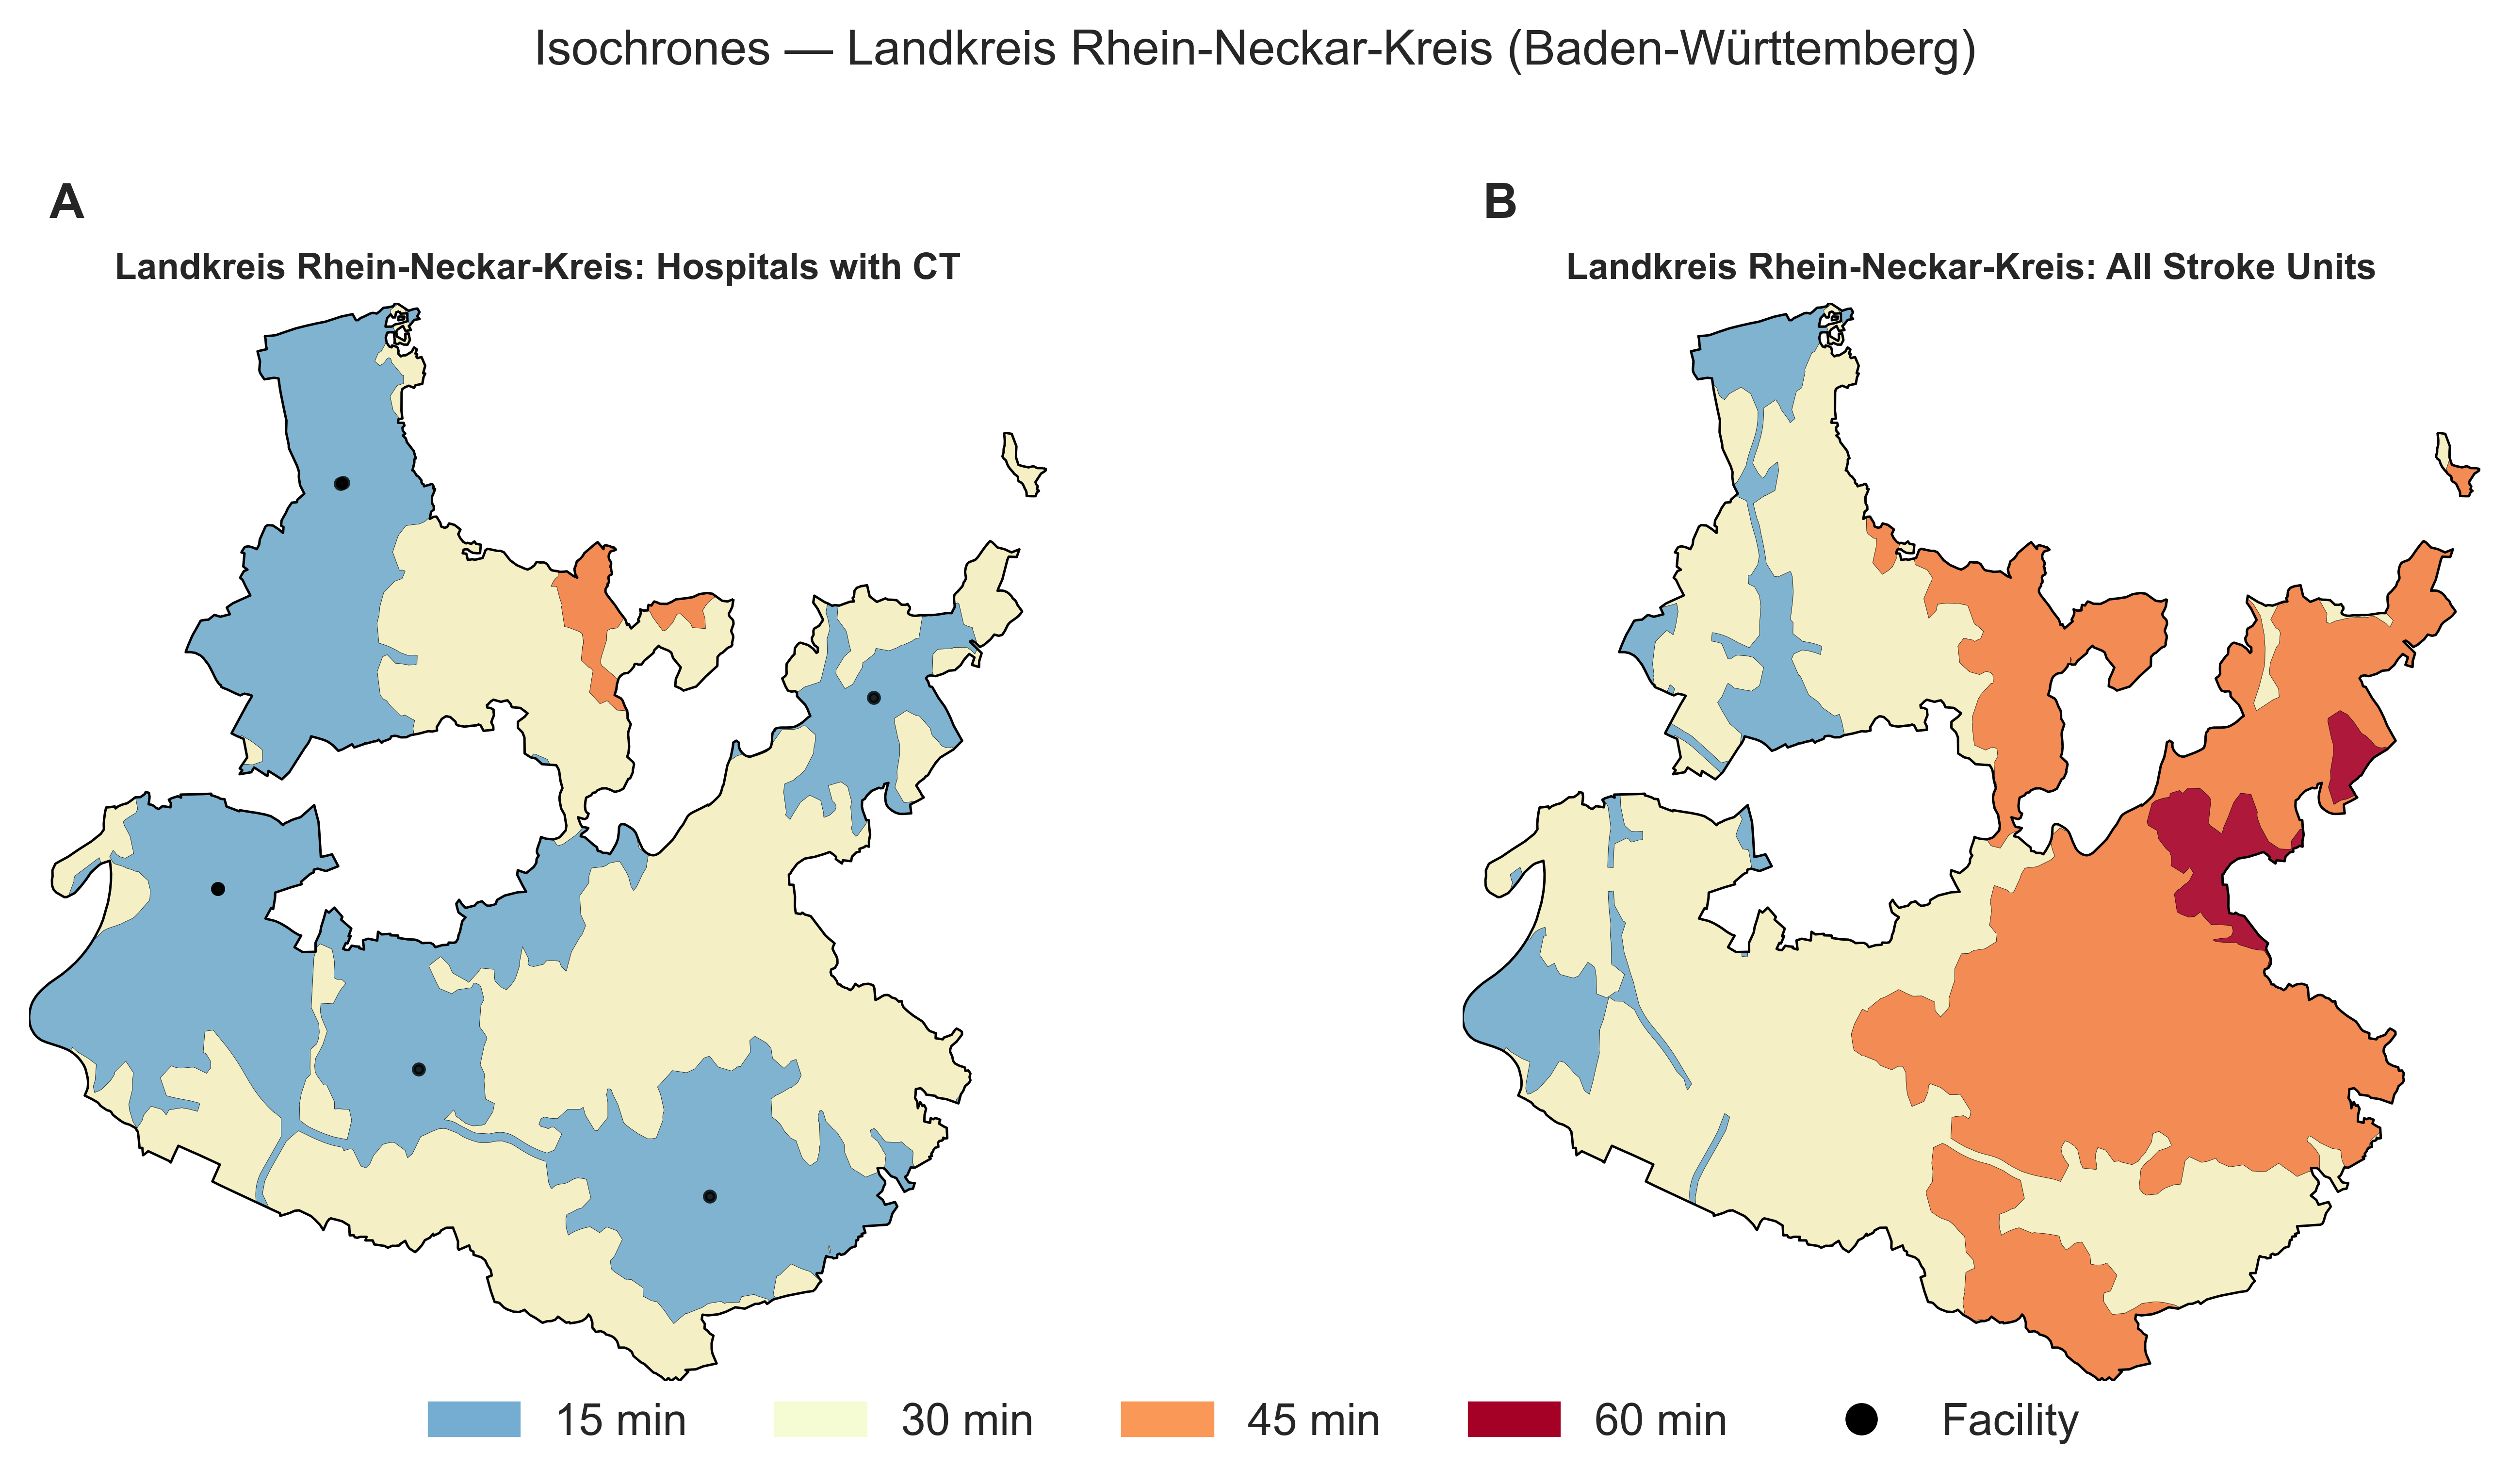 Isochrones — Landkreis Rhein-Neckar-Kreis (Baden-Württemberg)
A
Landkreis Rhein-Neckar-Kreis: Hospitals with CT
B
Landkreis Rhein-Neckar-Kreis: All Stroke Units
15 min
30 min
45 min
60 min
Facility